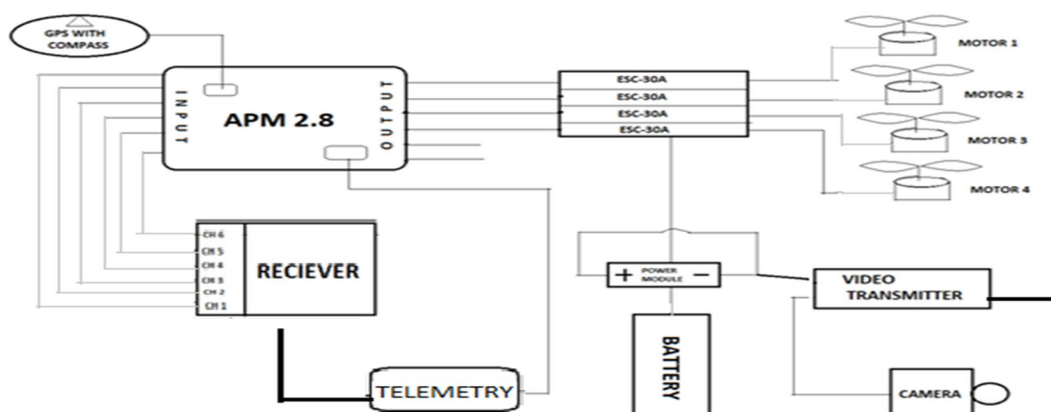 GPS WITH
COMPASS
INPUT
APM 2.8
OUTPUT
ESC-30A
ESC-30A
ESC-30A
ESC-30A
MOTOR 1
MOTOR 2
MOTOR 3
MOTOR 4
CH 6
CH 5
CH 4
CH 3
CH 2
CH 1
RECIEVER
+ POWER −
MODULE
VIDEO
TRANSMITTER
BATTERY
TELEMETRY
CAMERA